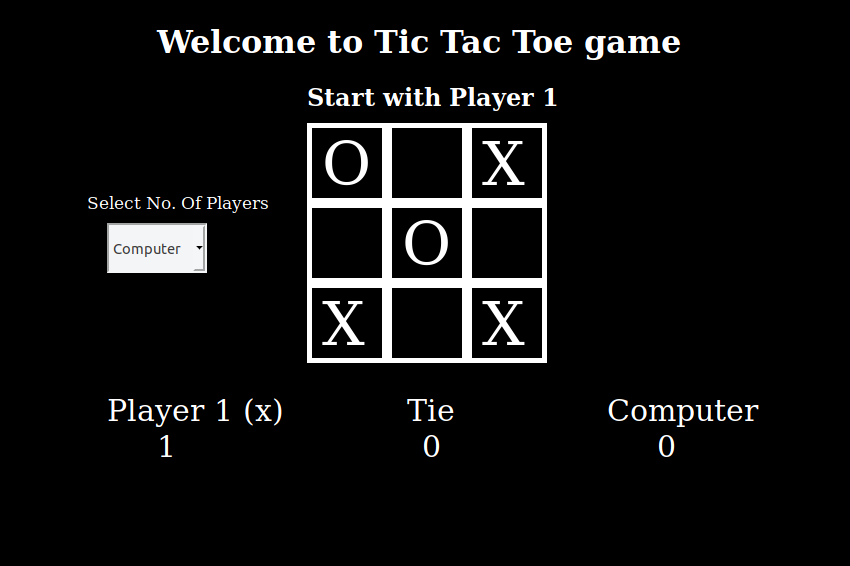 Welcome to Tic Tac Toe game
Start with Player 1
O X
Select No. Of Players
Computer
O
X X
Player 1 (x) Tie Computer
1 0 0